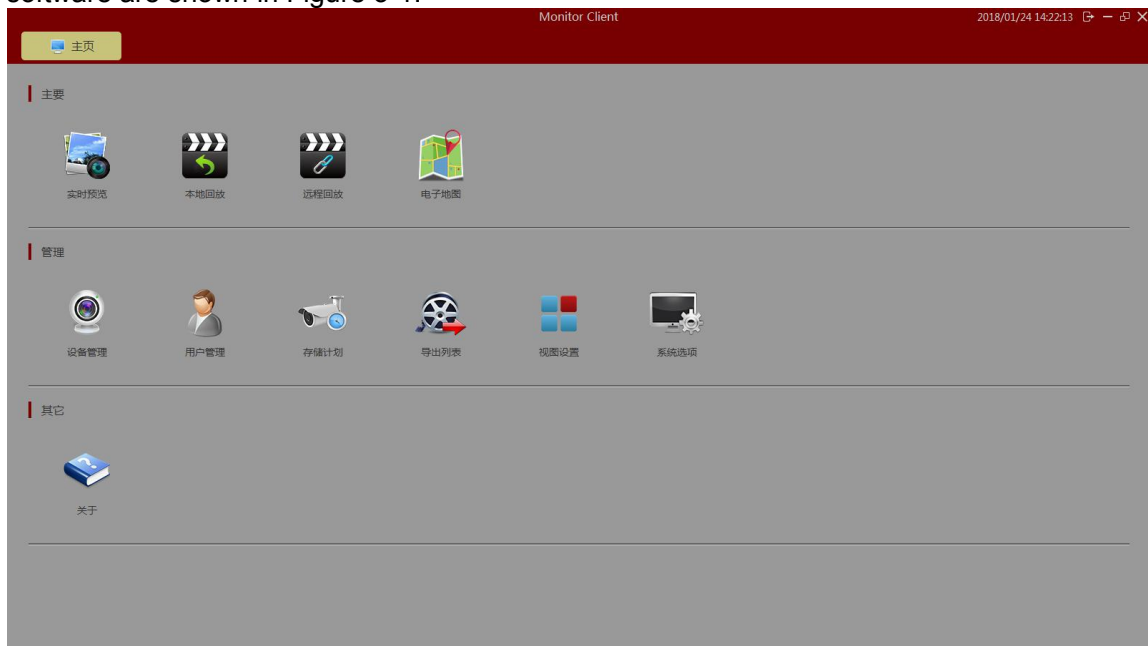 software are shown in Figure 3-1.
Monitor Client 2018/01/24 14:22:13
主页
主要
实时预览 本地回放 远程回放 电子地图
管理
设备管理 用户管理 存储计划 导出列表 视图设置 系统选项
其它
关于